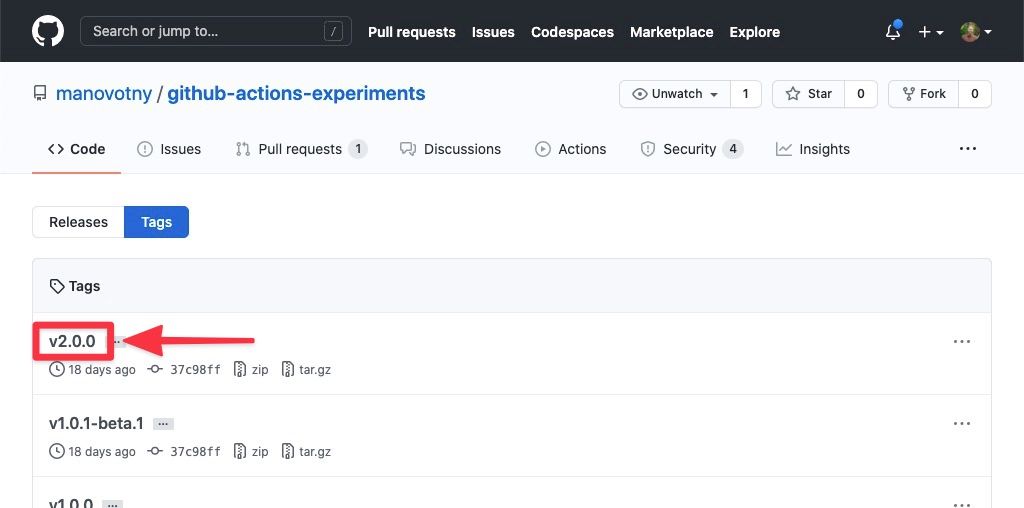 Search or jump to... / Pull requests Issues Codespaces Marketplace Explore
manovotny / github-actions-experiments Unwatch 1 Star 0 Fork 0
Code Issues Pull requests 1 Discussions Actions Security 4 Insights ...
Releases Tags
Tags
v2.0.0 ... ...
18 days ago 37c98ff zip tar.gz
v1.0.1-beta.1 ... ...
18 days ago 37c98ff zip tar.gz
v1.0.0 ... ...